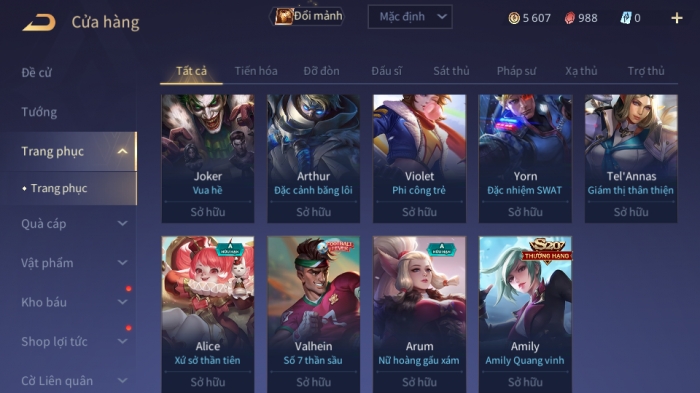 Cửa hàng
Đổi mảnh
Mặc định
5 607
988
0
Đề cử
Tướng
Trang phục
Trang phục
Quà cáp
Vật phẩm
Kho báu
Shop lợi tức
Cờ Liên quân
Tất cả Tiến hóa Đỡ đòn Đấu sĩ Sát thủ Pháp sư Xạ thủ Trợ thủ
Joker
Vua hề
Sở hữu
Arthur
Đặc cảnh băng lôi
Sở hữu
Violet
Phi công trẻ
Sở hữu
Yorn
Đặc nhiệm SWAT
Sở hữu
Tel'Annas
Giám thị thân thiện
Sở hữu
Alice
Xứ sở thần tiên
Sở hữu
FOOTBALL FEVER
Valhein
Số 7 thần sầu
Sở hữu
Arum
Nữ hoàng gấu xám
Sở hữu
S20
THƯỞNG HẠNG
Amily
Amily Quang vinh
Sở hữu